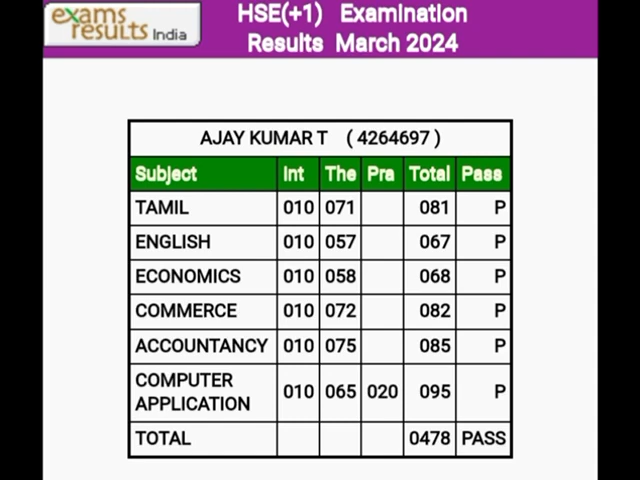 exams
results India
HSE(+1) Examination
Results March 2024
AJAY KUMAR T ( 4264697 )
Subject Int The Pra Total Pass
TAMIL 010 071 081 P
ENGLISH 010 057 067 P
ECONOMICS 010 058 068 P
COMMERCE 010 072 082 P
ACCOUNTANCY 010 075 085 P
COMPUTER
APPLICATION 010 065 020 095 P
TOTAL 0478 PASS